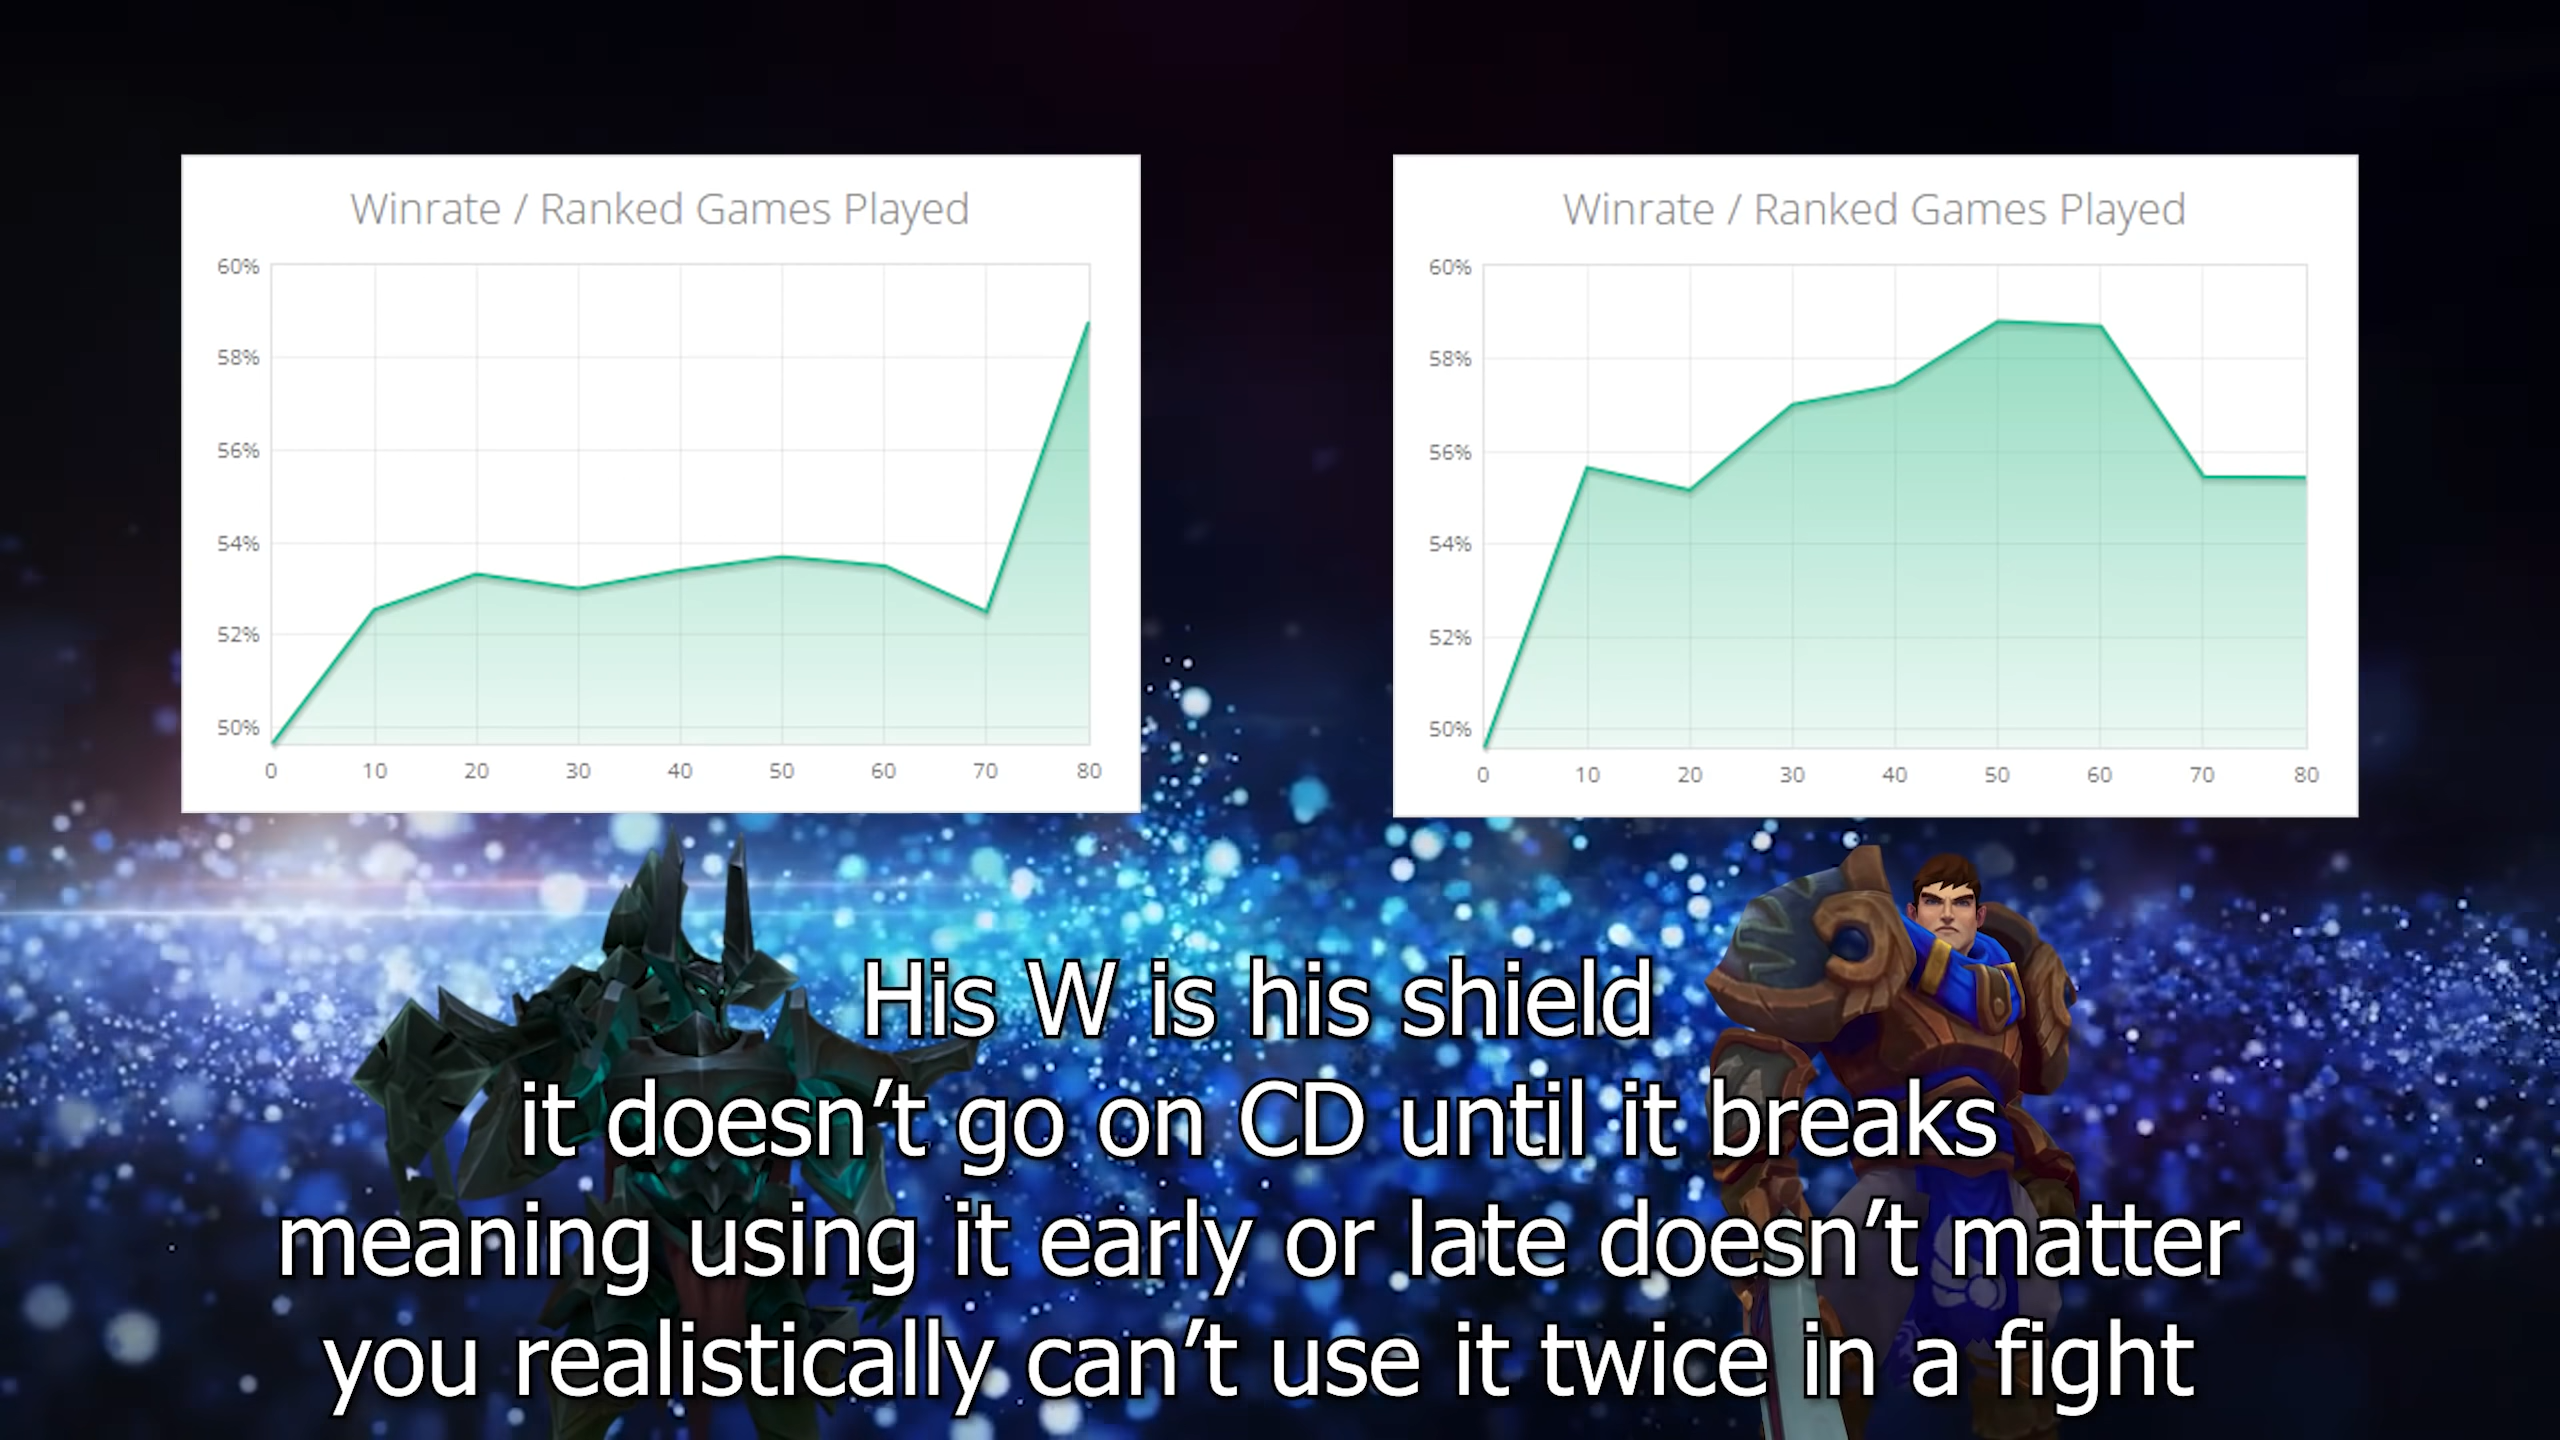 Winrate / Ranked Games Played
60%
58%
56%
54%
52%
50%
0 10 20 30 40 50 60 70 80
Winrate / Ranked Games Played
60%
58%
56%
54%
52%
50%
0 10 20 30 40 50 60 70 80
His W is his shield
it doesn’t go on CD until it breaks
meaning using it early or late doesn’t matter
you realistically can’t use it twice in a fight